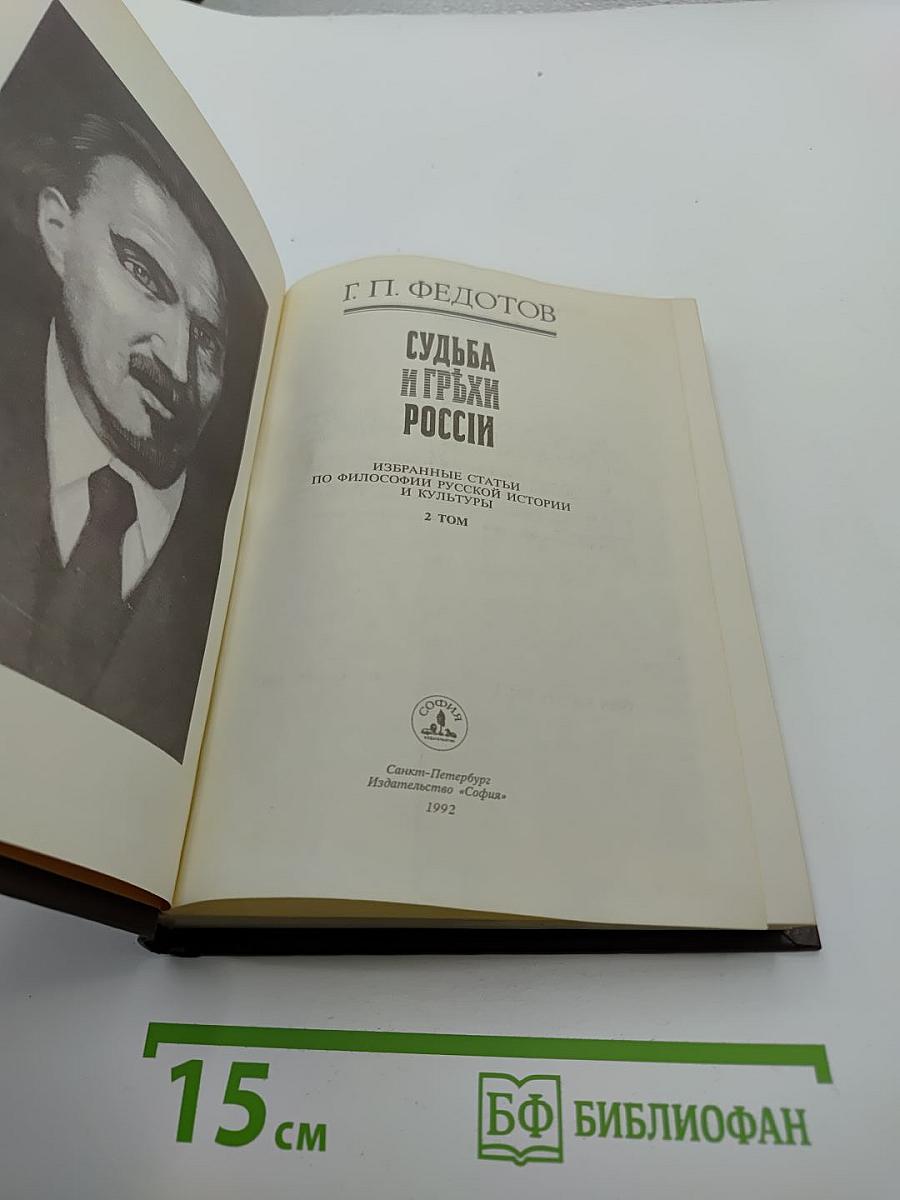 Г. П. ФЕДОТОВ
СУДЬБА
И ГРѢХИ
РОССІИ
ИЗБРАННЫЕ СТАТЬИ
ПО ФИЛОСОФИИ РУССКОЙ ИСТОРИИ
И КУЛЬТУРЫ
2 ТОМ
СОФИЯ
ИЗДАТЕЛЬСТВО
Санкт-Петербург
Издательство «София»
1992
15 см
БФ БИБЛИОФАН